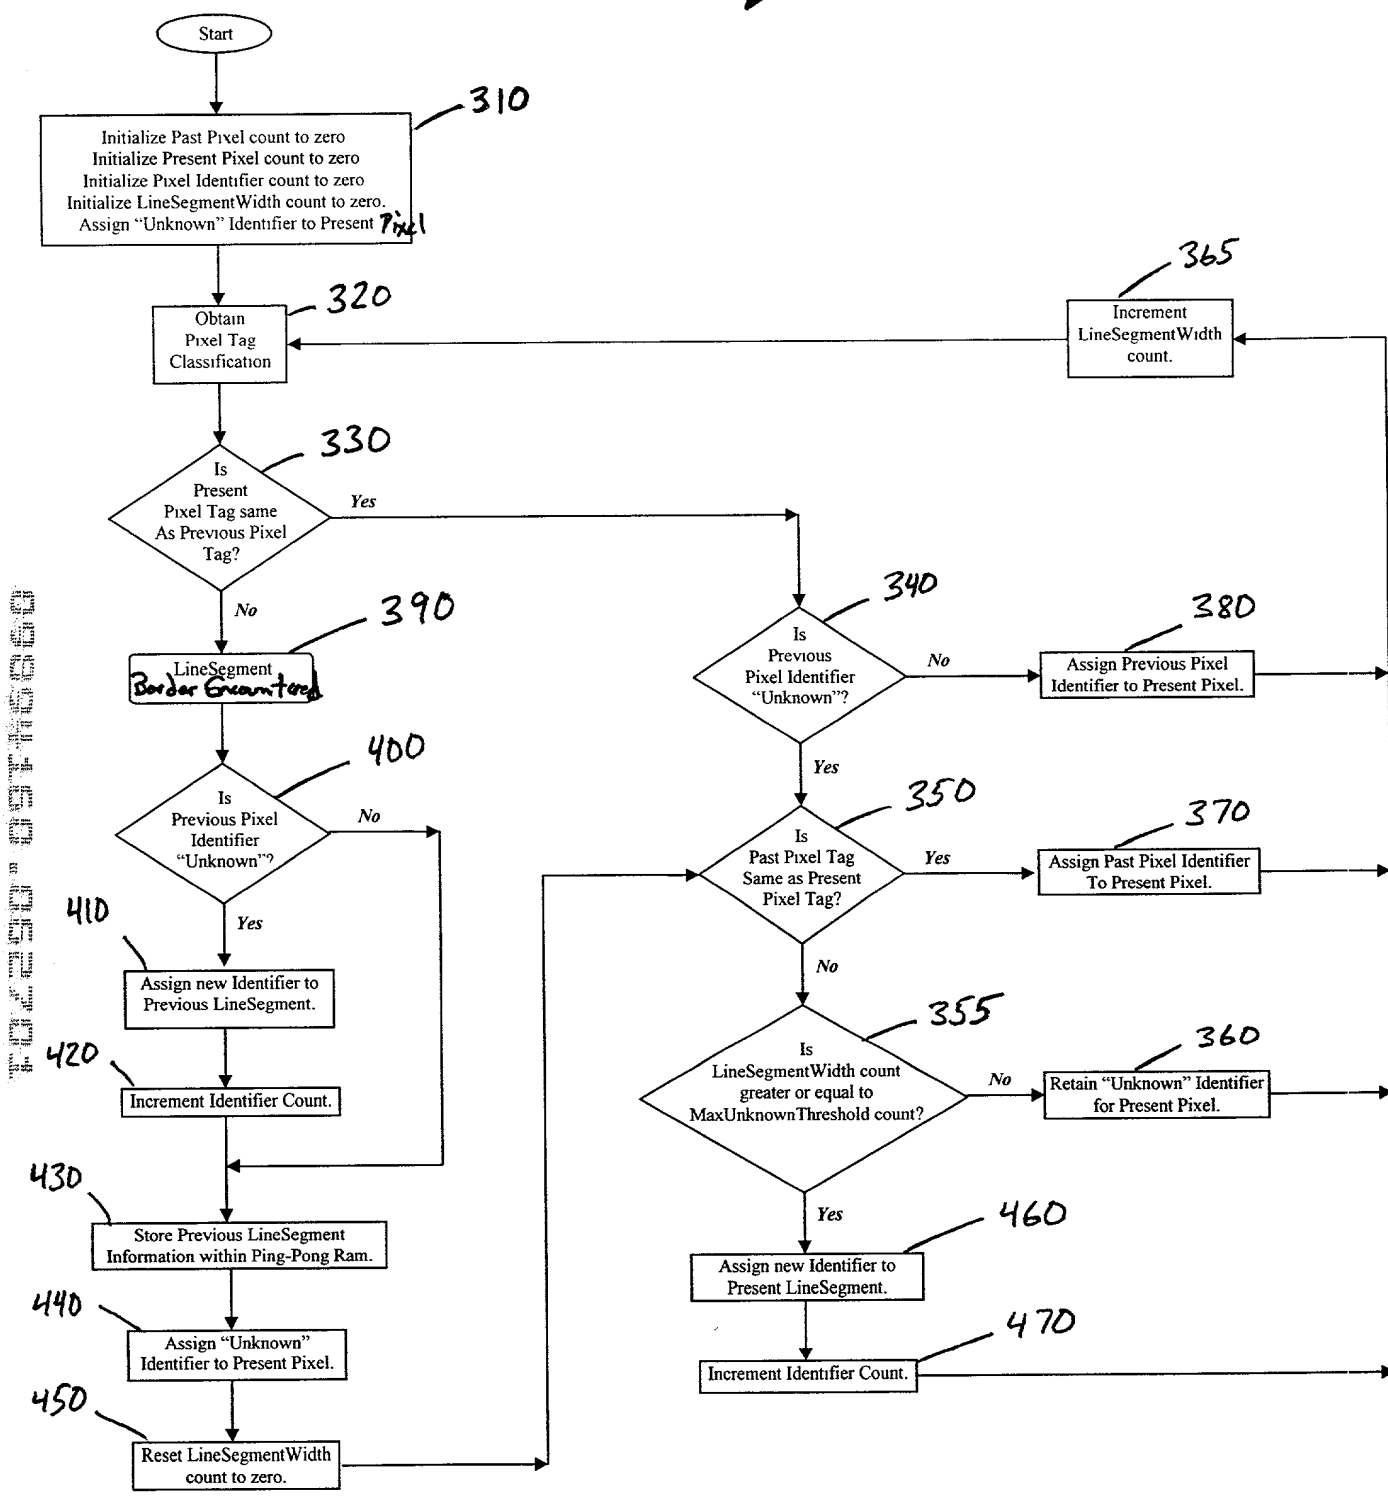 Start
310
Initialize Past Pixel count to zero
Initialize Present Pixel count to zero
Initialize Pixel Identifier count to zero
Initialize LineSegmentWidth count to zero.
Assign “Unknown” Identifier to Present Pixel
320
Obtain
Pixel Tag
Classification
365
Increment
LineSegmentWidth
count.
330
Is
Present
Pixel Tag same
As Previous Pixel
Tag?
Yes
No
390
LineSegment
Border Encountered
340
Is
Previous
Pixel Identifier
“Unknown”?
No
380
Assign Previous Pixel
Identifier to Present Pixel.
Yes
400
Is
Previous Pixel
Identifier
“Unknown”?
No
Yes
350
Is
Past Pixel Tag
Same as Present
Pixel Tag?
Yes
370
Assign Past Pixel Identifier
To Present Pixel.
No
410
Assign new Identifier to
Previous LineSegment.
420
Increment Identifier Count.
355
Is
LineSegmentWidth count
greater or equal to
MaxUnknownThreshold count?
No
360
Retain “Unknown” Identifier
for Present Pixel.
Yes
430
Store Previous LineSegment
Information within Ping-Pong Ram.
440
Assign “Unknown”
Identifier to Present Pixel.
450
Reset LineSegmentWidth
count to zero.
460
Assign new Identifier to
Present LineSegment.
470
Increment Identifier Count.